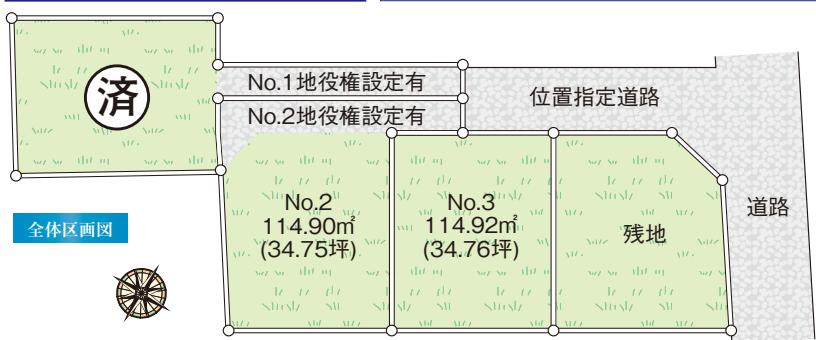 済
No.1地役権設定有
No.2地役権設定有
位置指定道路
No.2
114.90㎡
(34.75坪)
No.3
114.92㎡
(34.76坪)
残地
道路
全体区画図